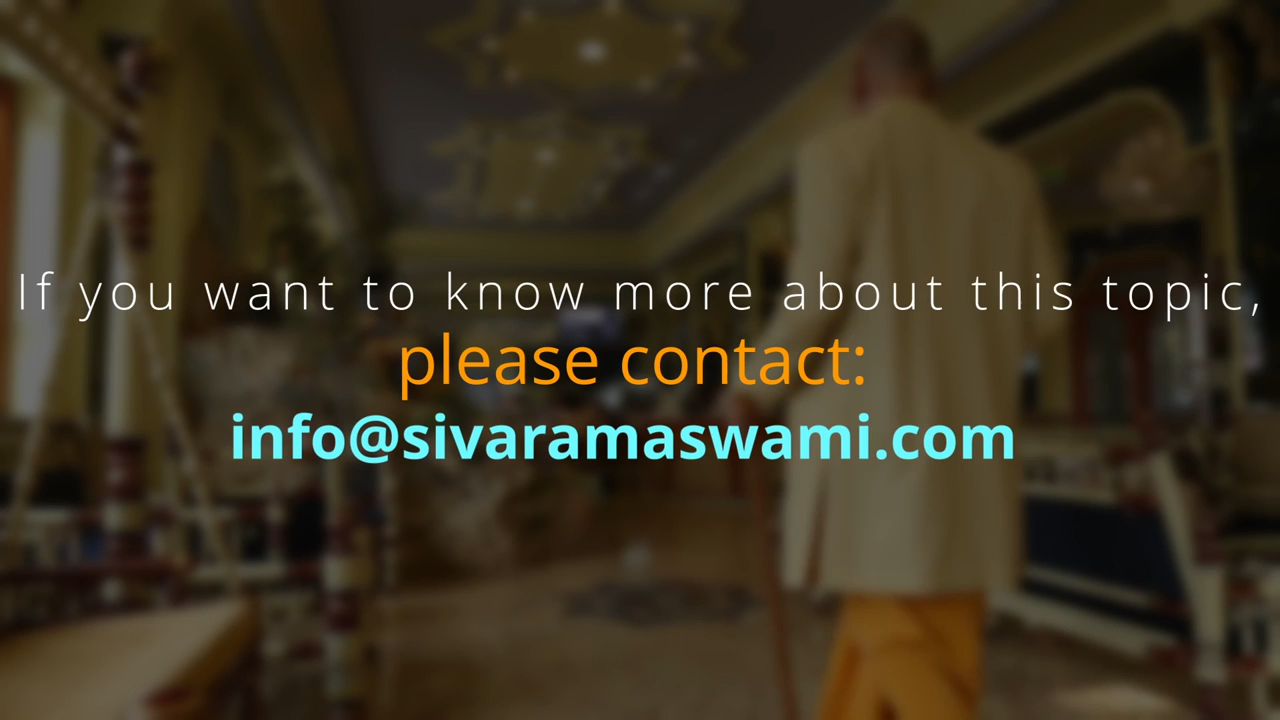 If you want to know more about this topic,
please contact:
info@sivaramaswami.com